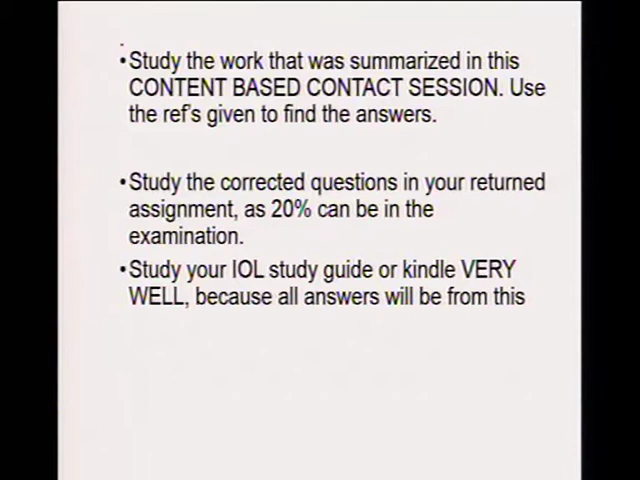 •Study the work that was summarized in this
CONTENT BASED CONTACT SESSION. Use
the ref's given to find the answers.
•Study the corrected questions in your returned
assignment, as 20% can be in the
examination.
•Study your IOL study guide or kindle VERY
WELL, because all answers will be from this